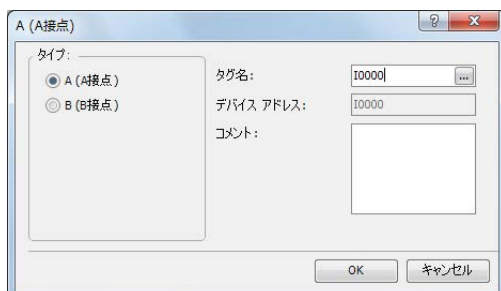 A (A接点)
タイプ:
A (A接点)
B (B接点)
タグ名:
I0000
...
デバイス アドレス:
I0000
コメント:
OK
キャンセル